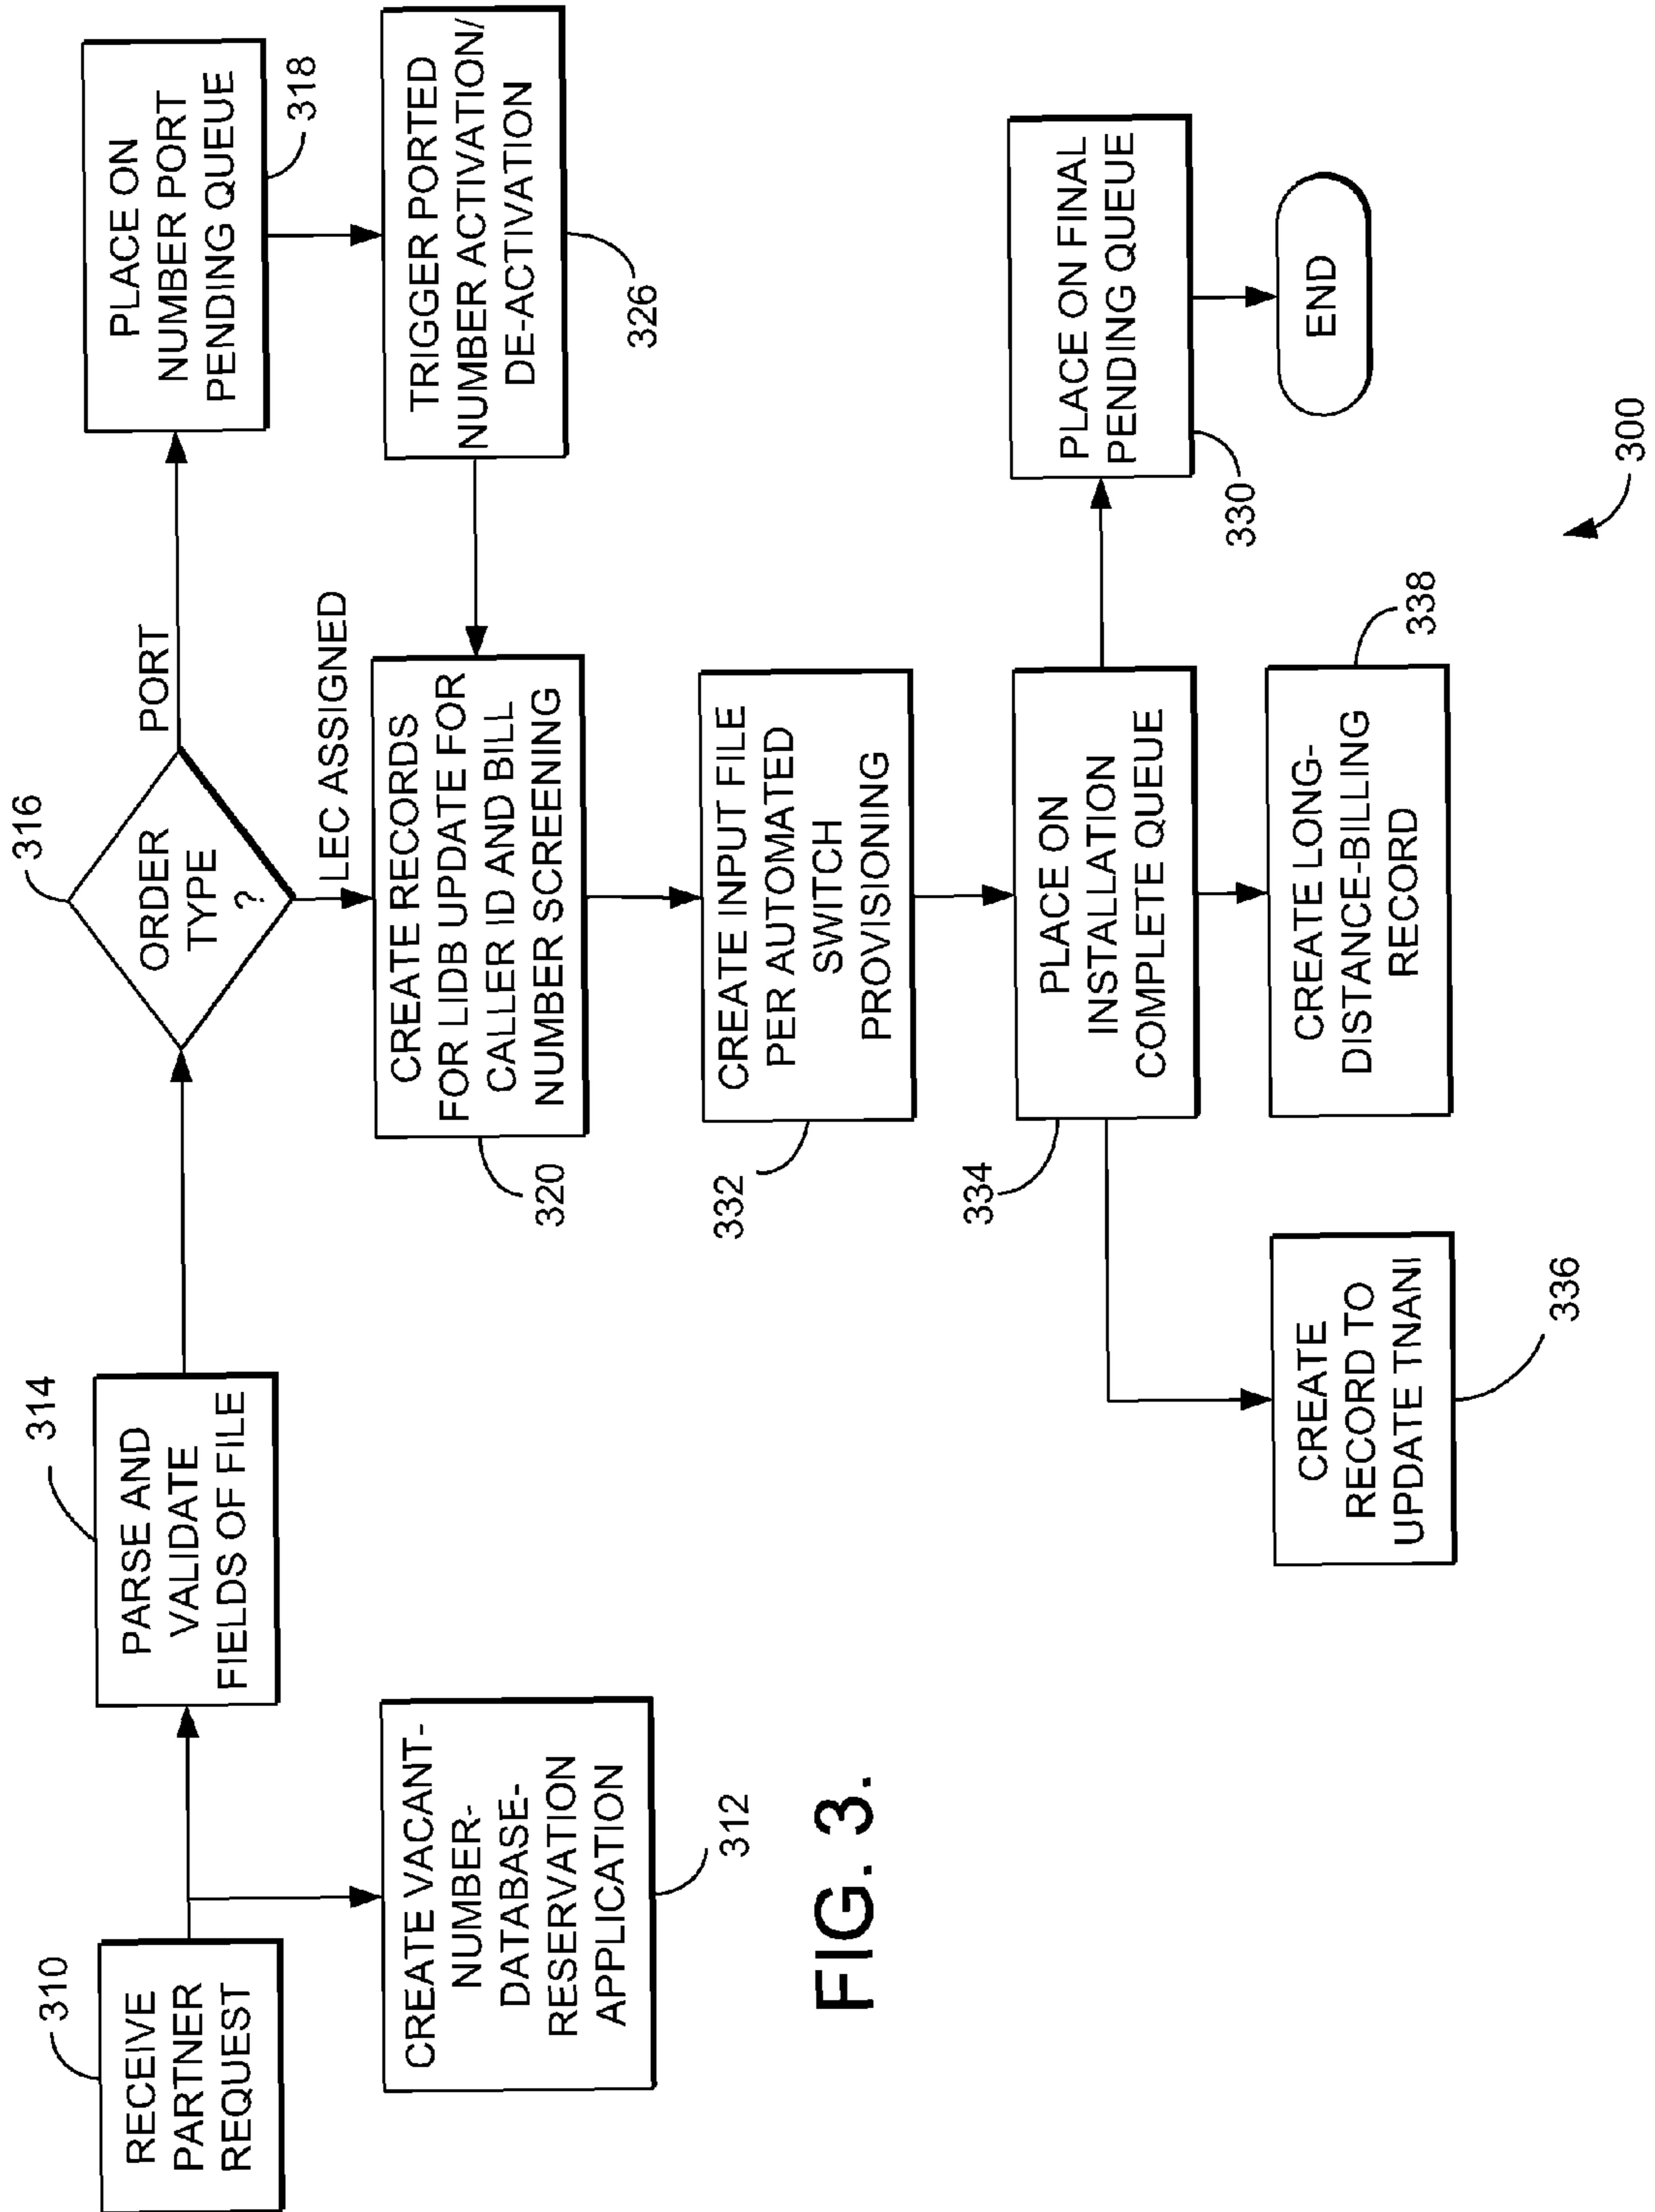 310
RECEIVE
PARTNER
REQUEST
314
PARSE AND
VALIDATE
FIELDS OF FILE
316
ORDER
TYPE
?
PORT
LEC ASSIGNED
PLACE ON
NUMBER PORT
PENDING QUEUE
318
CREATE VACANT-
NUMBER-
DATABASE-
RESERVATION
APPLICATION
312
CREATE RECORDS
FOR LIDB UPDATE FOR
CALLER ID AND BILL
NUMBER SCREENING
320
TRIGGER PORTED
NUMBER ACTIVATION/
DE-ACTIVATION
326
CREATE INPUT FILE
PER AUTOMATED
SWITCH
PROVISIONING
332
PLACE ON
INSTALLATION
COMPLETE QUEUE
334
PLACE ON FINAL
PENDING QUEUE
330
END
CREATE
RECORD TO
UPDATE TNANI
336
CREATE LONG-
DISTANCE-BILLING
RECORD
338
300
FIG. 3.